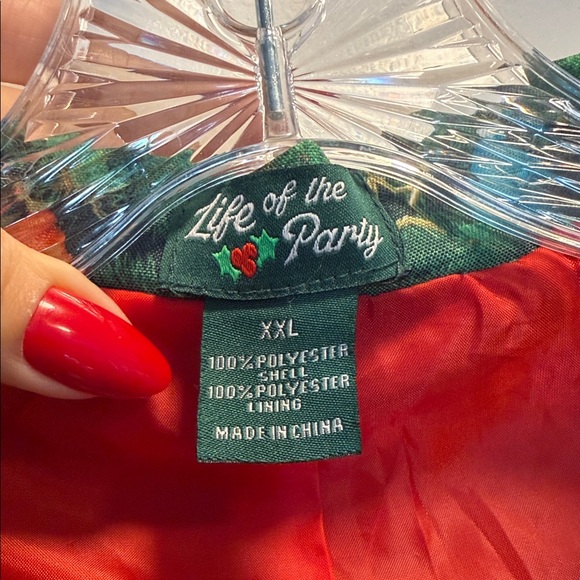 Life of the
Party
XXL
100% POLYESTER
SHELL
100% POLYESTER
LINING
MADE IN CHINA